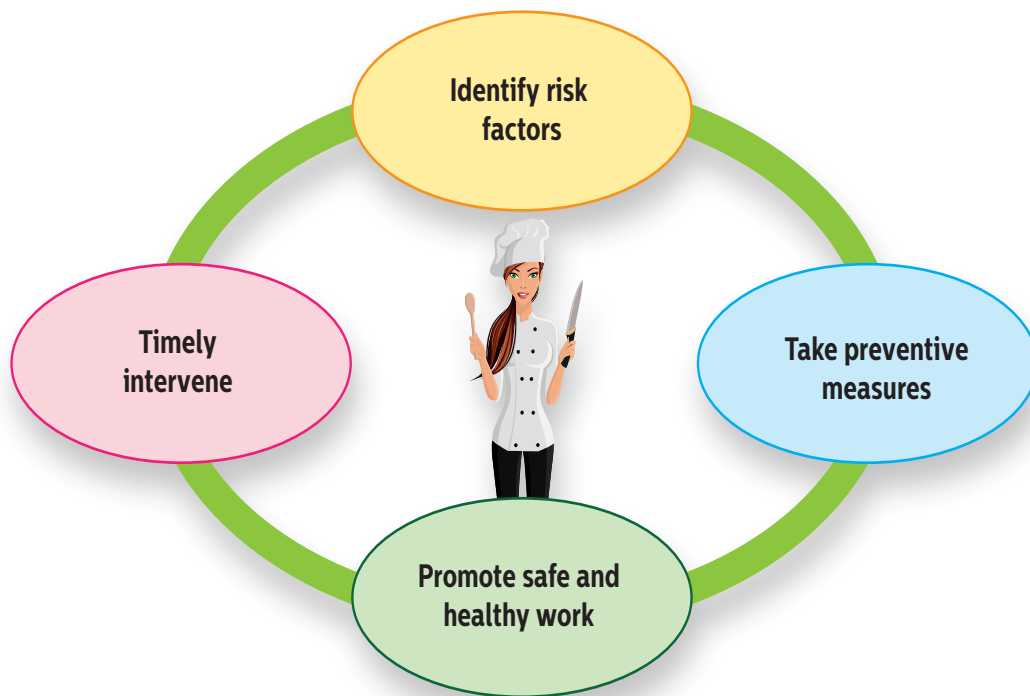 Identify risk
factors
Take preventive
measures
Promote safe and
healthy work
Timely
intervene